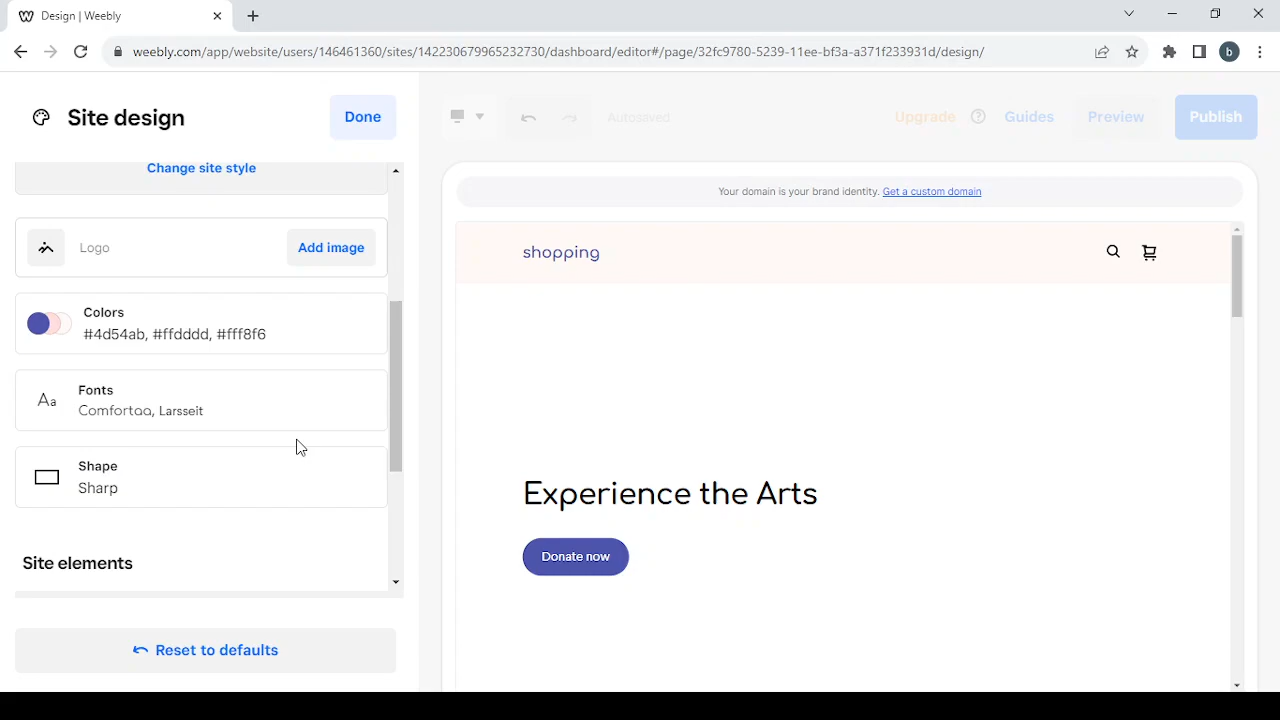 Design | Weebly
weebly.com/app/website/users/146461360/sites/142230679965232730/dashboard/editor#/page/32fc9780-5239-11ee-bf3a-a371f233931d/design/
b
Site design
Done
Autosaved
Upgrade
Guides
Preview
Publish
Change site style
Your domain is your brand identity. Get a custom domain
Logo
Add image
shopping
Colors
#4d54ab, #ffdddd, #fff8f6
Fonts
Aa
Comfortaa, Larsseit
Shape
Sharp
Experience the Arts
Donate now
Site elements
Reset to defaults